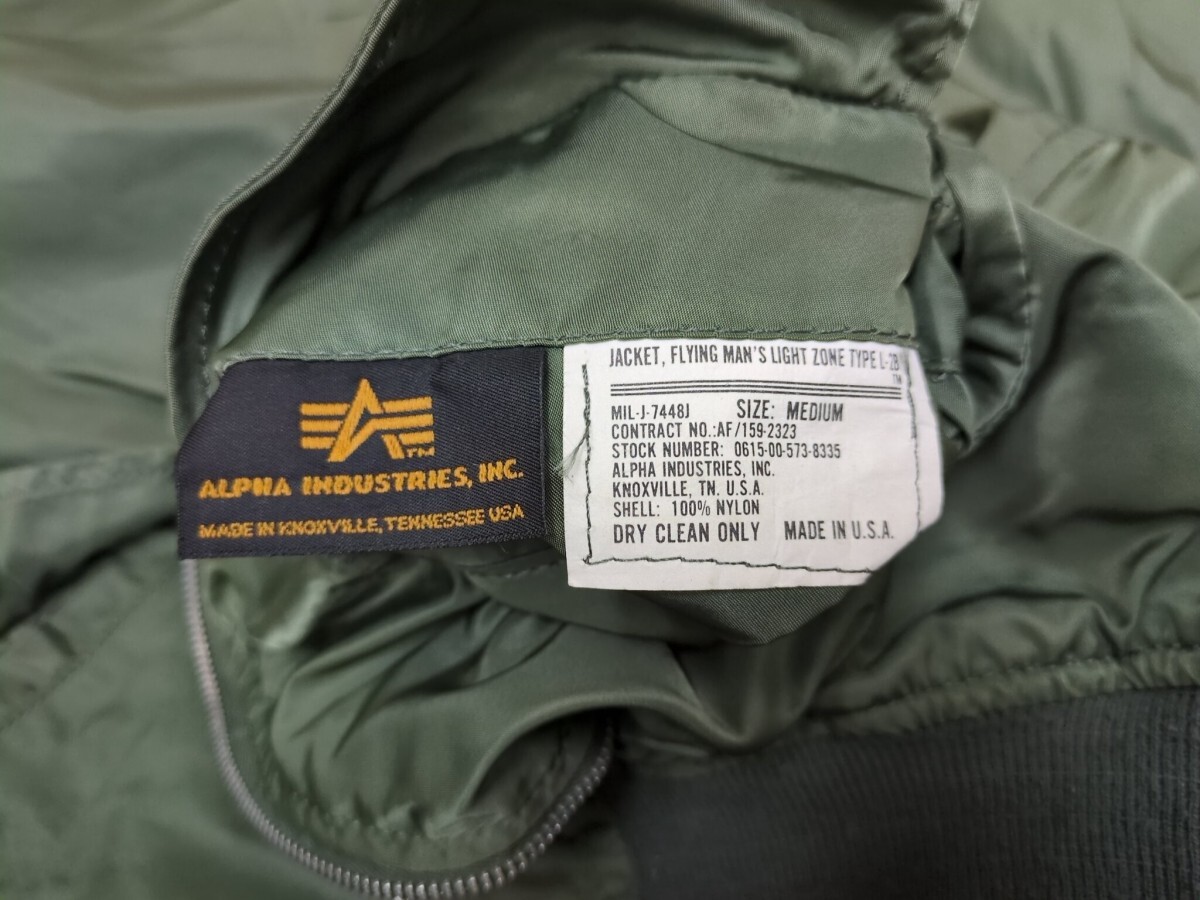 TM
ALPHA INDUSTRIES, INC.
MADE IN KNOXVILLE, TENNESSEE USA
JACKET, FLYING MAN'S LIGHT ZONE TYPE L-2B
TM
MIL-J-7448J SIZE: MEDIUM
CONTRACT NO.:AF/159-2323
STOCK NUMBER: 0615-00-573-8335
ALPHA INDUSTRIES, INC.
KNOXVILLE, TN. U.S.A.
SHELL: 100% NYLON
DRY CLEAN ONLY MADE IN U.S.A.